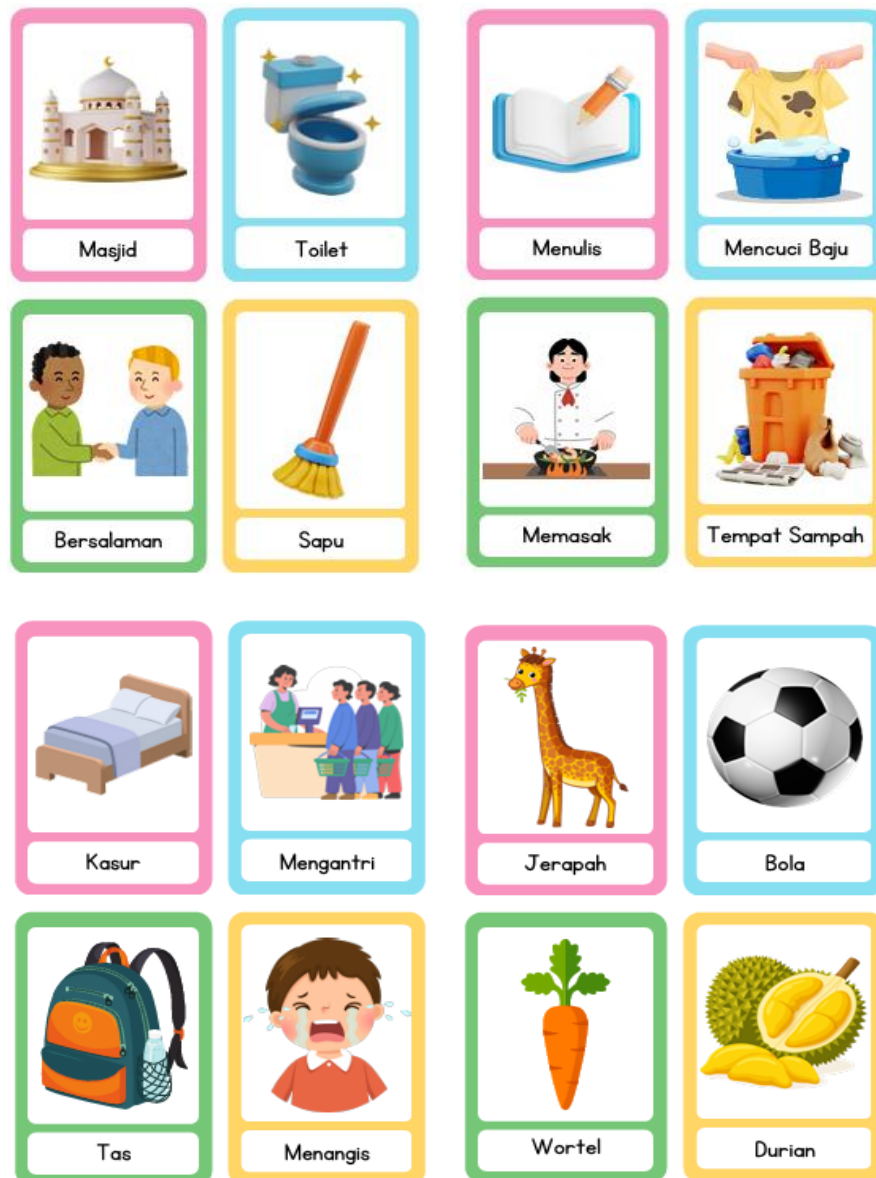 Masjid
Toilet
Menulis
Mencuci Baju
Bersalaman
Sapu
Memasak
Tempat Sampah
Kasur
Mengantri
Jerapah
Bola
Tas
Menangis
Wortel
Durian